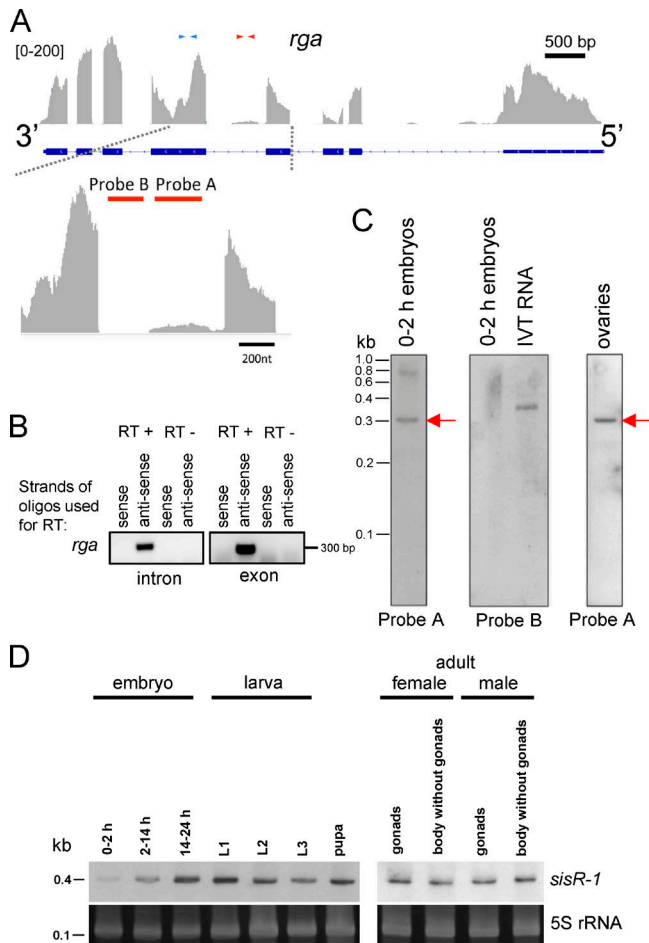 A
[0-200]
rga
500 bp
3’
5’
Probe B
Probe A
200nt
B
RT +
RT -
RT +
RT -
Strands of
oligos used
for RT:
sense
anti-sense
sense
anti-sense
sense
anti-sense
sense
anti-sense
rga
300 bp
intron
exon
C
0-2 h embryos
0-2 h embryos
IVT RNA
ovaries
kb
1.0
0.8
0.6
0.4
0.3
0.2
0.1
Probe A
Probe B
Probe A
D
embryo
larva
adult
female
male
0-2 h
2-14 h
14-24 h
L1
L2
L3
pupa
gonads
body without gonads
gonads
body without gonads
kb
0.4
sisR-1
0.1
5S rRNA